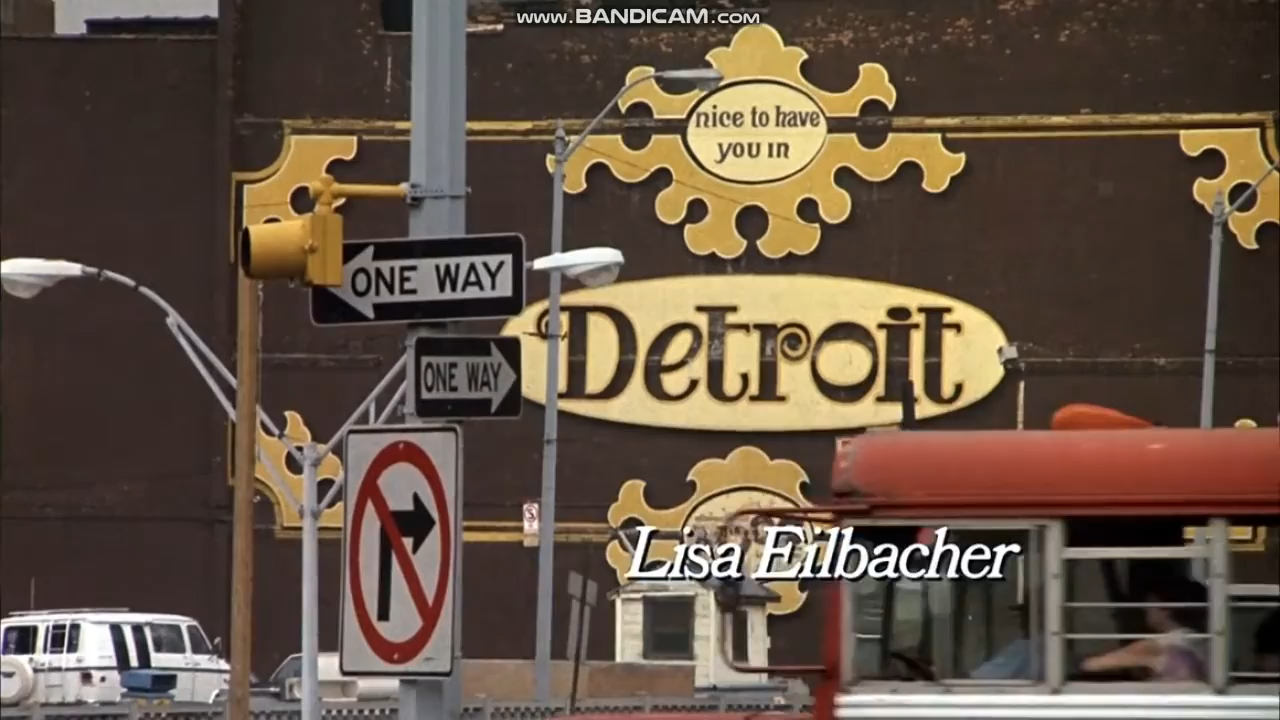 www.BANDICAM.com
nice to have
you in
ONE WAY
Detroit
ONE WAY
Lisa Eilbacher